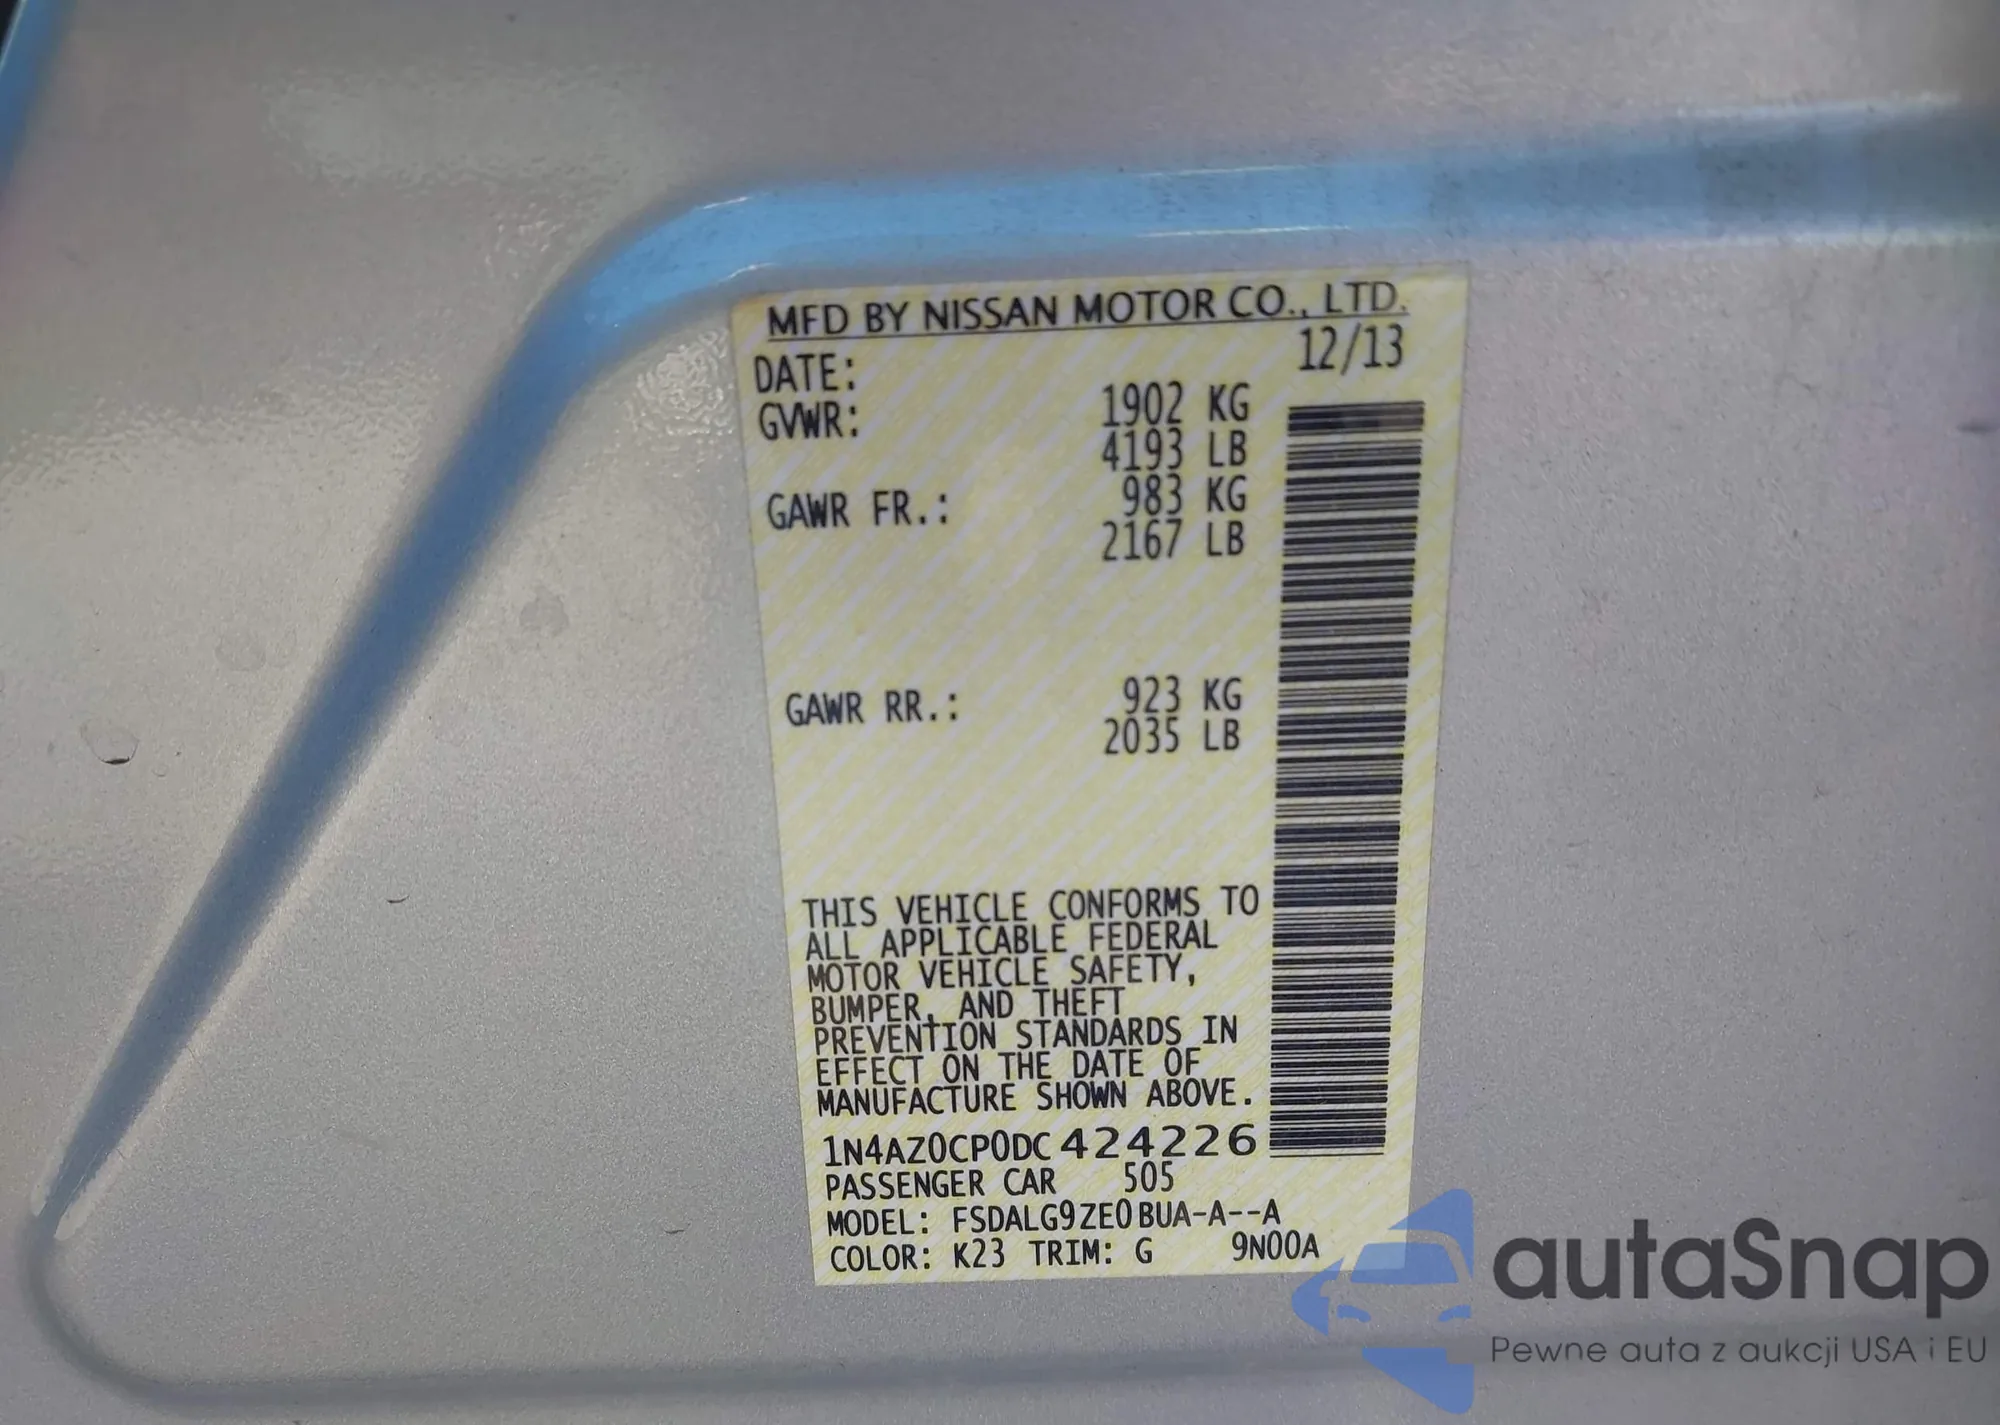 MFD BY NISSAN MOTOR CO., LTD.
DATE: 12/13
GVWR: 1902 KG
4193 LB
GAWR FR.: 983 KG
2167 LB
GAWR RR.: 923 KG
2035 LB
THIS VEHICLE CONFORMS TO
ALL APPLICABLE FEDERAL
MOTOR VEHICLE SAFETY,
BUMPER, AND THEFT
PREVENTION STANDARDS IN
EFFECT ON THE DATE OF
MANUFACTURE SHOWN ABOVE.
1N4AZ0CP0DC424226
PASSENGER CAR 505
MODEL: FSDALG9ZE0BUA-A--A
COLOR: K23 TRIM: G 9N00A
autaSnap
Pewne auta z aukcji USA i EU